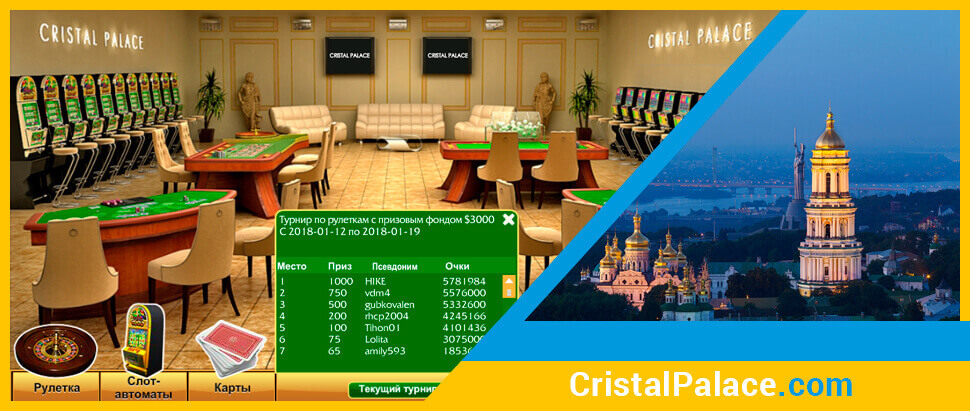 CRISTAL PALACE
CRISTAL PALACE
CRISTAL PALACE
CRISTAL PALACE
Турнир по рулеткам с призовым фондом $3000
С 2018-01-12 по 2018-01-19
Место Приз Псевдоним Очки
1 1000 HIKE 5781984
2 750 vdm4 5576000
3 500 gubkovalen 5332600
4 200 rhcp2004 4245166
5 100 Tihon01 4101436
6 75 Lolita
7 65 amily593
Рулетка
Слот-
автоматы
Карты
Текущий турнир
CristalPalace.com